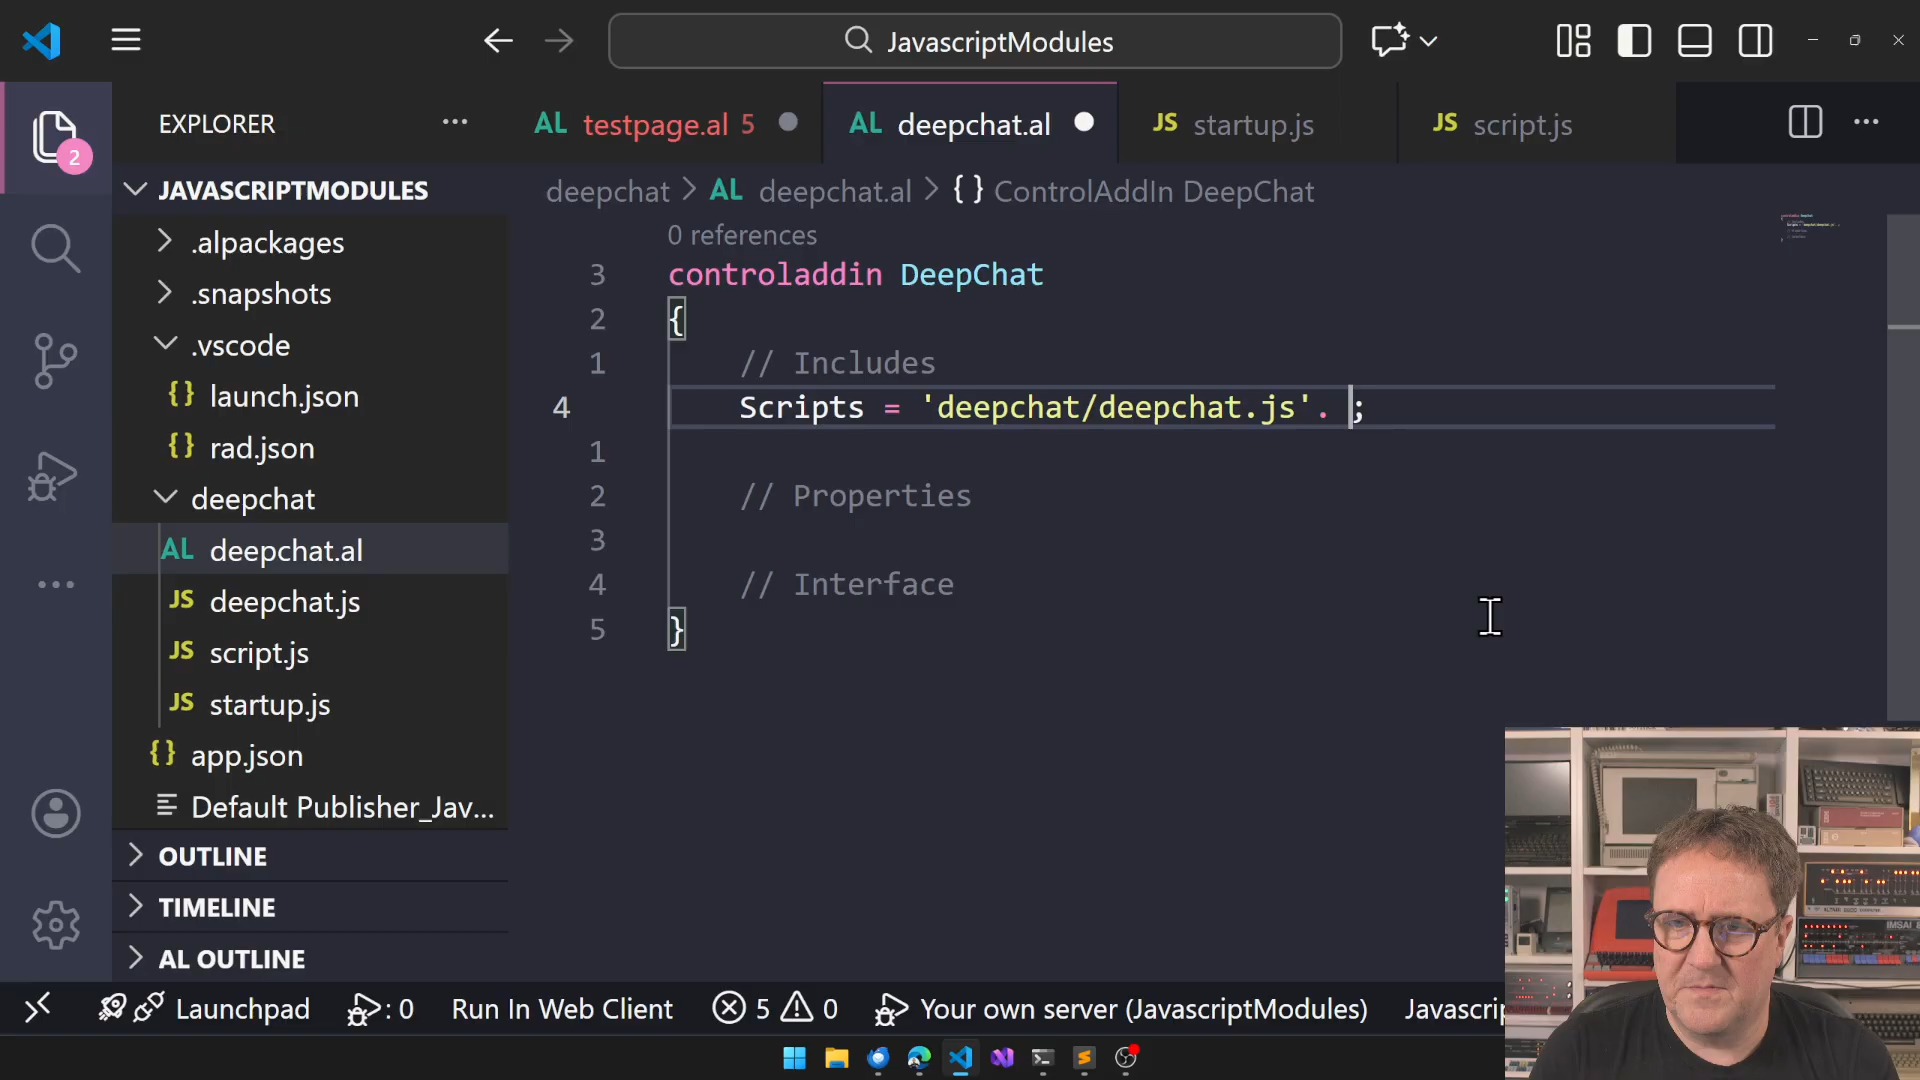 JavascriptModules
EXPLORER
AL testpage.al 5
AL deepchat.al
JS startup.js
JS script.js
2
JAVASCRIPTMODULES
deepchat > AL deepchat.al > {} ControlAddIn DeepChat
.alpackages
.snapshots
.vscode
{} launch.json
{} rad.json
deepchat
AL deepchat.al
JS deepchat.js
JS script.js
JS startup.js
{} app.json
Default Publisher_Jav...
OUTLINE
TIMELINE
AL OUTLINE
0 references
3 controladdin DeepChat
2 {
1 // Includes
4 Scripts = 'deepchat/deepchat.js'. ;
1
2 // Properties
3
4 // Interface
5 }
Launchpad
: 0
Run In Web Client
5 0
Your own server (JavascriptModules)
Javascrip
IMSAI 8